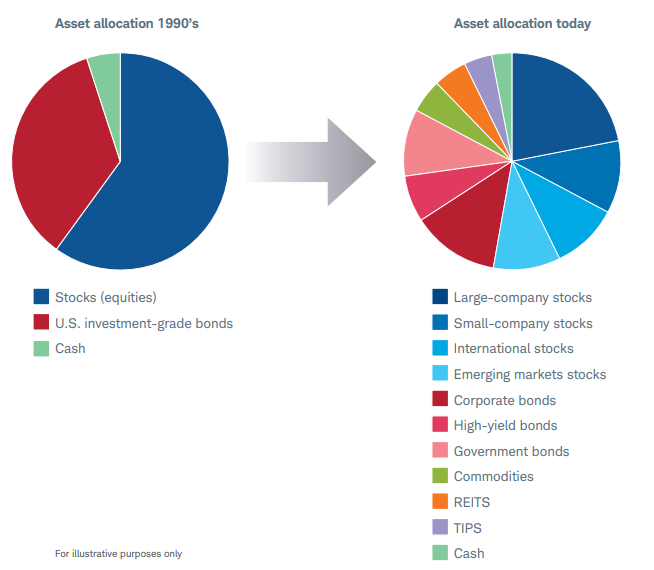 Asset allocation 1990's
Stocks (equities)
U.S. investment-grade bonds
Cash
For illustrative purposes only
Asset allocation today
Large-company stocks
Small-company stocks
International stocks
Emerging markets stocks
Corporate bonds
High-yield bonds
Government bonds
Commodities
REITS
TIPS
Cash